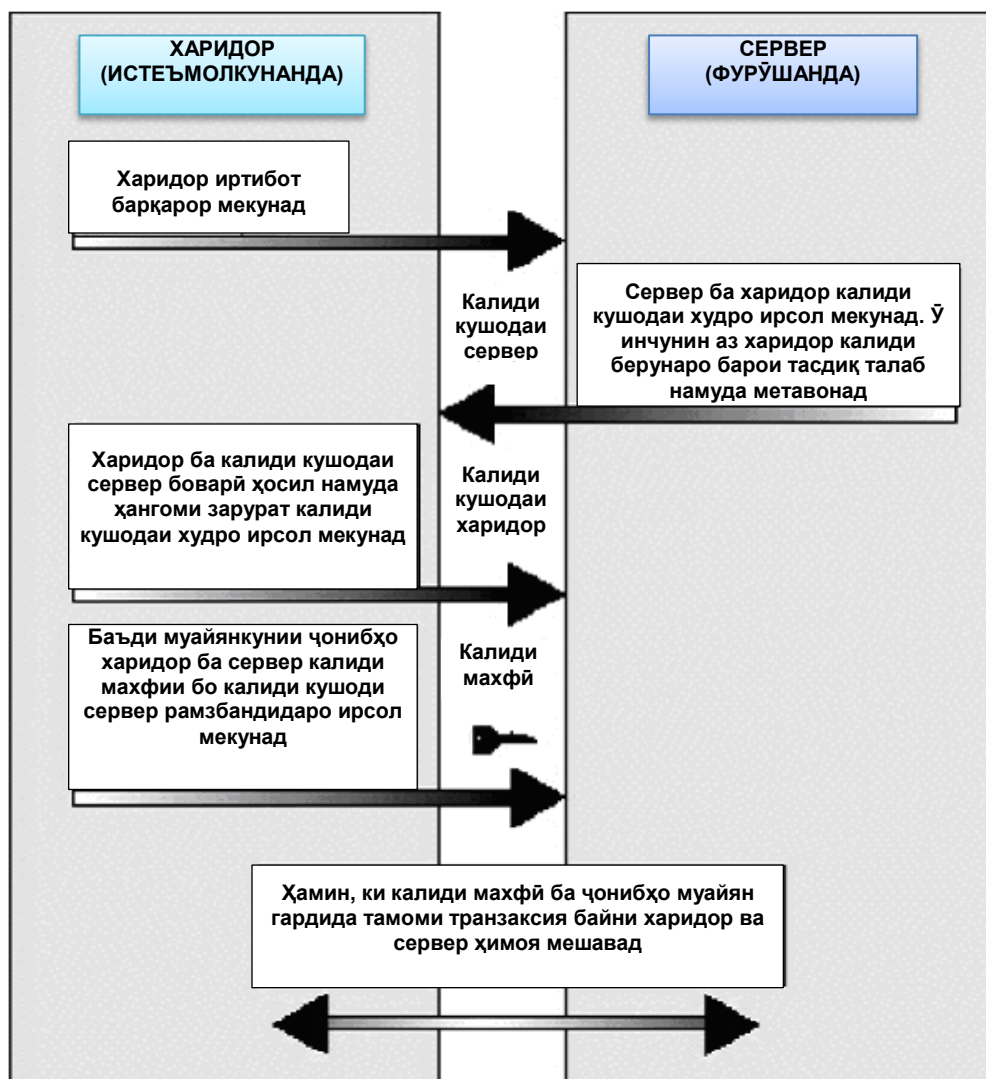 ХАРИДОР
(ИСТЕЪМОЛКУНАНДА)
СЕРВЕР
(ФУРӮШАНДА)
Харидор иртибот
барқарор мекунад
Калиди
кушодаи
сервер
Сервер ба харидор калиди
кушодаи худро ирсол мекунад. Ӯ
инчунин аз харидор калиди
берунаро барои тасдиқ талаб
намуда метавонад
Харидор ба калиди кушодаи
сервер боварӣ ҳосил намуда
ҳангоми зарурат калиди
кушодаи худро ирсол мекунад
Калиди
кушодаи
харидор
Баъди муайянкунии ҷонибҳо
харидор ба сервер калиди
махфии бо калиди кушоди
сервер рамзбандидаро ирсол
мекунад
Калиди
махфӣ
Ҳамин, ки калиди махфӣ ба ҷонибҳо муайян
гардида тамоми транзаксия байни харидор ва
сервер ҳимоя мешавад